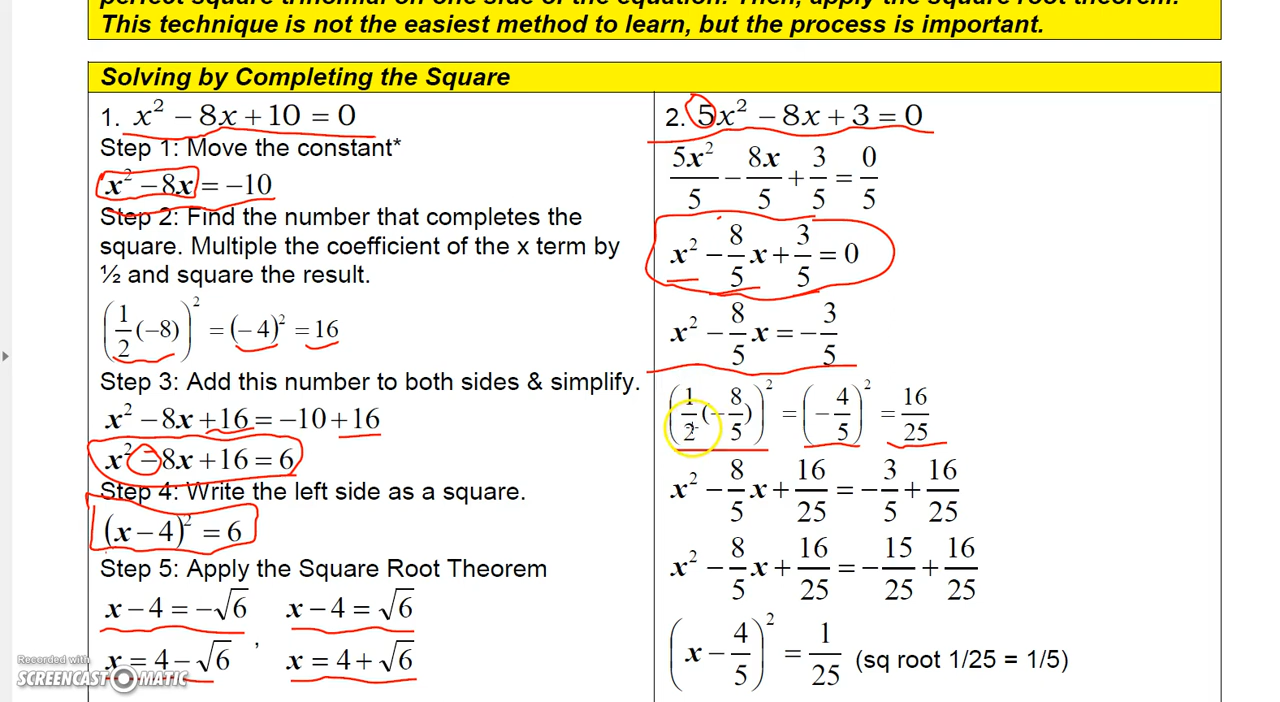 perfect square trinomial on one side of the equation. Then, apply the square root theorem.
This technique is not the easiest method to learn, but the process is important.
Solving by Completing the Square
1. x² − 8x + 10 = 0
Step 1: Move the constant*
x² − 8x = −10
Step 2: Find the number that completes the
square. Multiple the coefficient of the x term by
½ and square the result.
(1/2(−8))² = (−4)² = 16
Step 3: Add this number to both sides & simplify.
x² − 8x + 16 = −10 + 16
x² − 8x + 16 = 6
Step 4: Write the left side as a square.
(x − 4)² = 6
Step 5: Apply the Square Root Theorem
x − 4 = −√6 , x − 4 = √6
x = 4 − √6 x = 4 + √6
2. 5x² − 8x + 3 = 0
5x²/5 − 8x/5 + 3/5 = 0/5
x² − 8/5 x + 3/5 = 0
x² − 8/5 x = −3/5
(1/2(−8/5))² = (−4/5)² = 16/25
x² − 8/5 x + 16/25 = −3/5 + 16/25
x² − 8/5 x + 16/25 = −15/25 + 16/25
(x − 4/5)² = 1/25 (sq root 1/25 = 1/5)
Recorded with
SCREENCAST MATIC